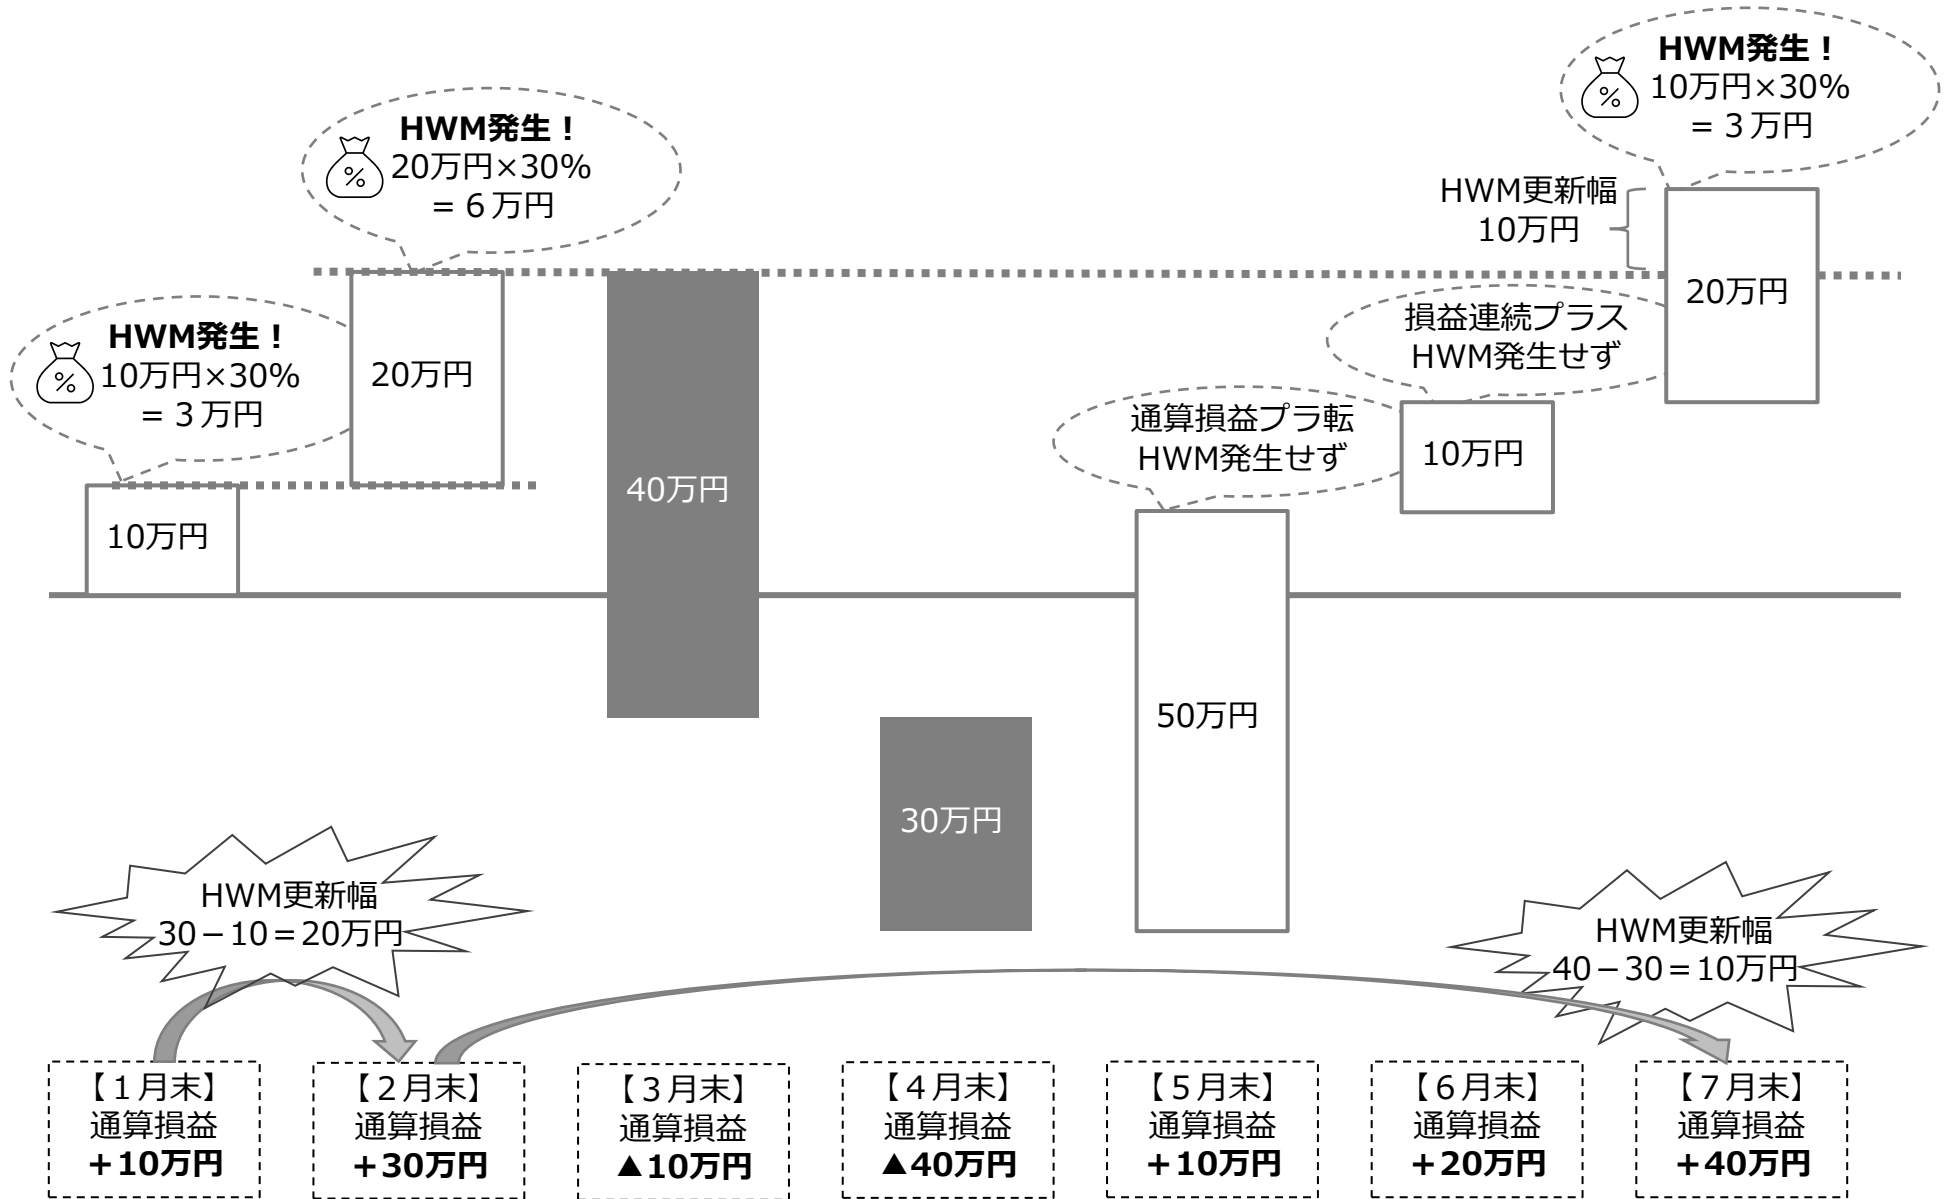 HWM発生！
10万円×30%
＝３万円
HWM発生！
20万円×30%
＝６万円
HWM発生！
10万円×30%
＝３万円
HWM更新幅
10万円
損益連続プラス
HWM発生せず
通算損益プラ転
HWM発生せず
10万円
20万円
40万円
30万円
50万円
10万円
20万円
HWM更新幅
30－10＝20万円
HWM更新幅
40－30＝10万円
【１月末】
通算損益
＋10万円
【２月末】
通算損益
＋30万円
【３月末】
通算損益
▲10万円
【４月末】
通算損益
▲40万円
【５月末】
通算損益
＋10万円
【６月末】
通算損益
＋20万円
【７月末】
通算損益
＋40万円
%
%
%